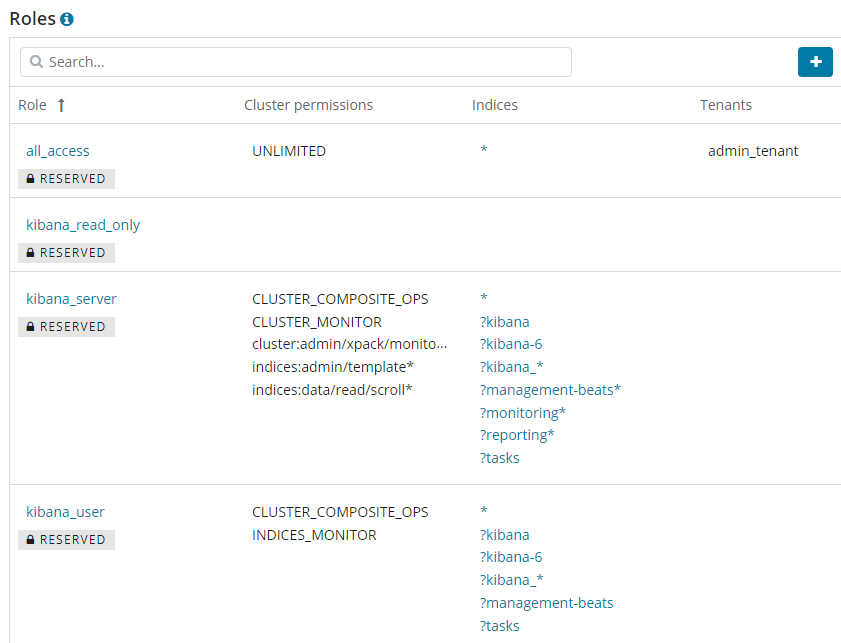 Roles
Search...
Role Cluster permissions Indices Tenants
all_access UNLIMITED * admin_tenant
RESERVED
kibana_read_only
RESERVED
kibana_server CLUSTER_COMPOSITE_OPS *
RESERVED CLUSTER_MONITOR ?kibana
cluster:admin/xpack/monito... ?kibana-6
indices:admin/template* ?kibana_*
indices:data/read/scroll* ?management-beats*
?monitoring*
?reporting*
?tasks
kibana_user CLUSTER_COMPOSITE_OPS *
RESERVED INDICES_MONITOR ?kibana
?kibana-6
?kibana_*
?management-beats
?tasks